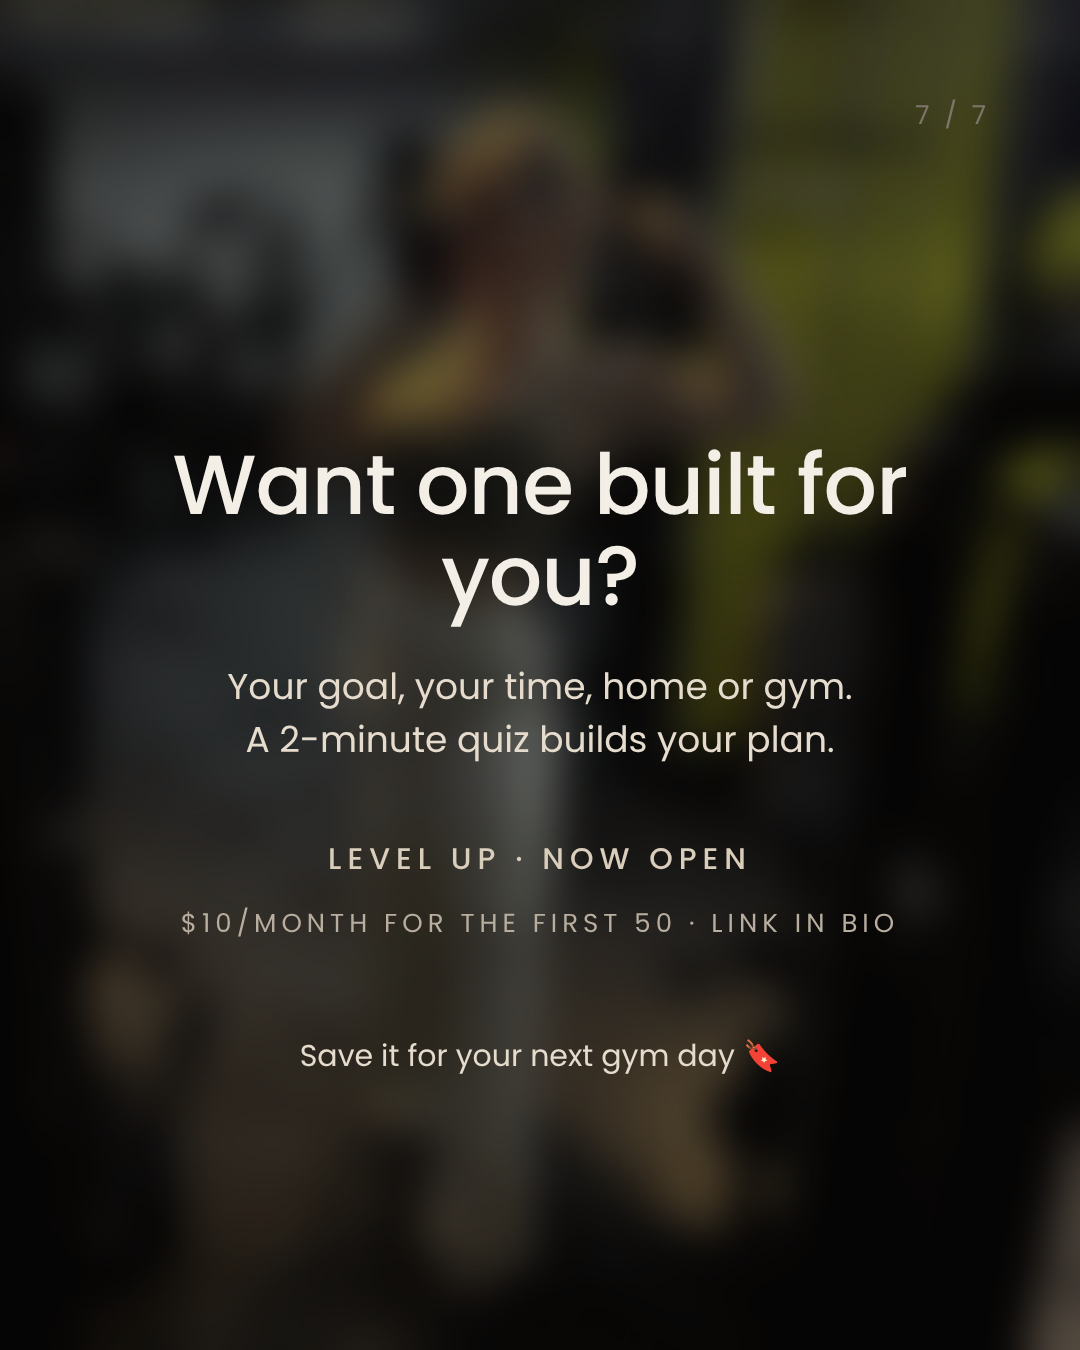 7 / 7
Want one built for
you?
Your goal, your time, home or gym.
A 2-minute quiz builds your plan.
LEVEL UP · NOW OPEN
$10/MONTH FOR THE FIRST 50 · LINK IN BIO
Save it for your next gym day 🔖